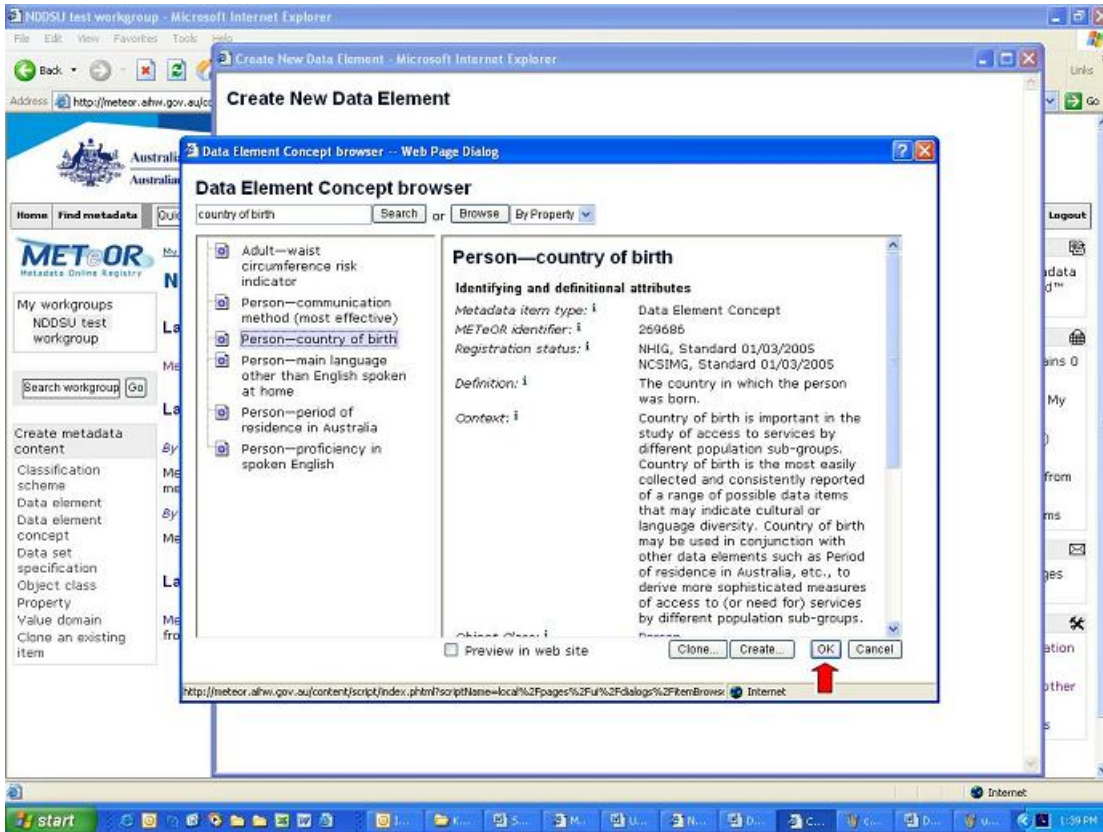 NDDSU test workgroup - Microsoft Internet Explorer
File Edit View Favorites Tools Help
Back
Links
Address http://meteor.aihw.gov.au/co
Go
Create New Data Element - Microsoft Internet Explorer
Create New Data Element
Data Element Concept browser -- Web Page Dialog
Data Element Concept browser
country of birth Search or Browse By Property
Home Find metadata Quic
Logout
METeOR
Metadata Online Registry
My workgroups
NDDSU test
workgroup
Search workgroup Go
Create metadata
content
Classification
scheme
Data element
Data element
concept
Data set
specification
Object class
Property
Value domain
Clone an existing
item
Adult—waist
circumference risk
indicator
Person—communication
method (most effective)
Person—country of birth
Person—main language
other than English spoken
at home
Person—period of
residence in Australia
Person—proficiency in
spoken English
Person—country of birth
Identifying and definitional attributes
Metadata item type: i Data Element Concept
METeOR identifier: i 269686
Registration status: i NHIG, Standard 01/03/2005
NCSIMG, Standard 01/03/2005
Definition: i The country in which the person
was born.
Context: i Country of birth is important in the
study of access to services by
different population sub-groups.
Country of birth is the most easily
collected and consistently reported
of a range of possible data items
that may indicate cultural or
language diversity. Country of birth
may be used in conjunction with
other data elements such as Period
of residence in Australia, etc., to
derive more sophisticated measures
of access to (or need for) services
by different population sub-groups.
Preview in web site Clone... Create... OK Cancel
http://meteor.aihw.gov.au/content/script/index.phtml?scriptName=local%2Fpages%2Fui%2Fdialogs%2FitemBrowse Internet
Internet
start
1:39 PM